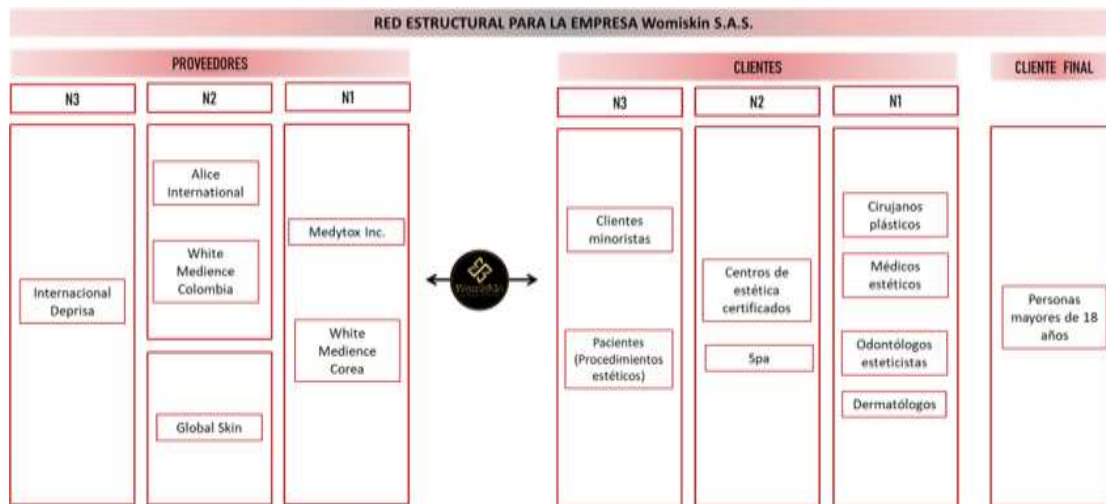 RED ESTRUCTURAL PARA LA EMPRESA Womiskin S.A.S.
PROVEEDORES
N3
N2
N1
Internacional
Deprisa
Alice
International
White
Medience
Colombia
Global Skin
Medytox Inc.
White
Medience
Corea
Womiskin
CLIENTES
N3
N2
N1
Clientes
minoristas
Pacientes
(Procedimientos
estéticos)
Centros de
estética
certificados
Spa
Cirujanos
plásticos
Médicos
estéticos
Odontólogos
esteticistas
Dermatólogos
CLIENTE FINAL
Personas
mayores de 18
años